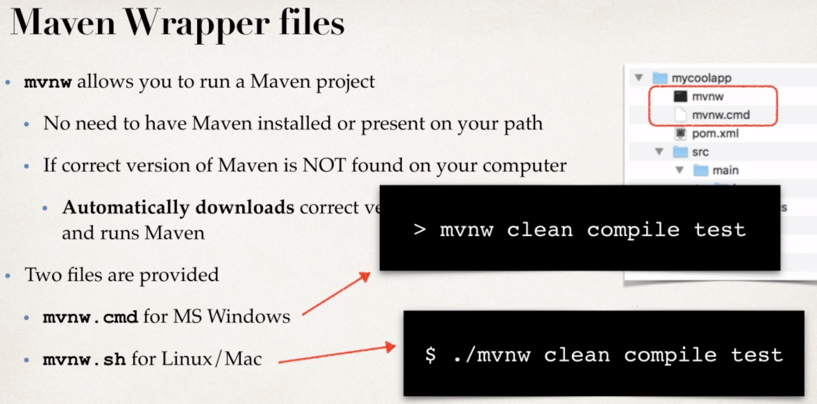 Maven Wrapper files
• mvnw allows you to run a Maven project
• No need to have Maven installed or present on your path
• If correct version of Maven is NOT found on your computer
• Automatically downloads correct
and runs Maven
• Two files are provided
• mvnw.cmd for MS Windows
• mvnw.sh for Linux/Mac
mycoolapp
mvnw
mvnw.cmd
pom.xml
src
main
> mvnw clean compile test
$ ./mvnw clean compile test